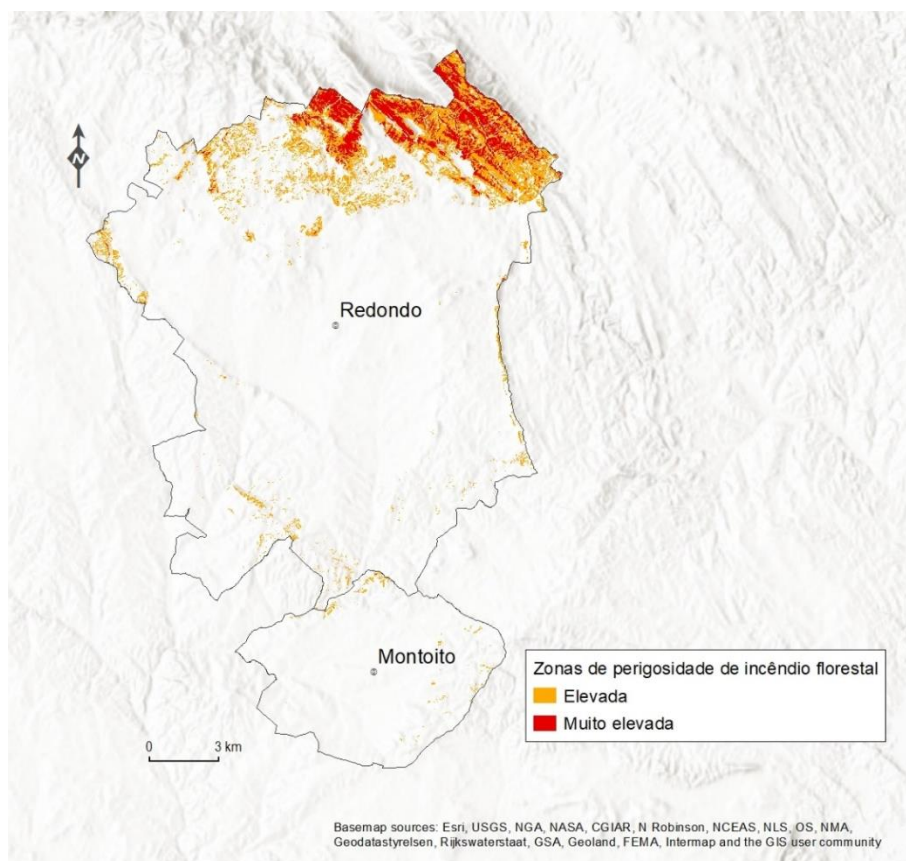 N
Redondo
Montoito
Zonas de perigosidade de incêndio florestal
Elevada
Muito elevada
0 3 km
Basemap sources: Esri, USGS, NGA, NASA, CGIAR, N Robinson, NCEAS, NLS, OS, NMA,
Geodatastyrelsen, Rijkswaterstaat, GSA, Geoland, FEMA, Intermap and the GIS user community